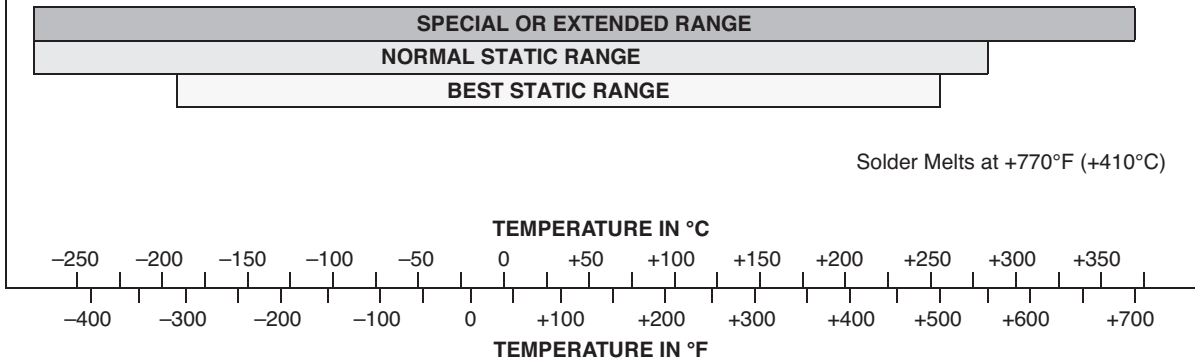 SPECIAL OR EXTENDED RANGE
NORMAL STATIC RANGE
BEST STATIC RANGE
Solder Melts at +770°F (+410°C)
TEMPERATURE IN °C
–250 –200 –150 –100 –50 0 +50 +100 +150 +200 +250 +300 +350
–400 –300 –200 –100 0 +100 +200 +300 +400 +500 +600 +700
TEMPERATURE IN °F